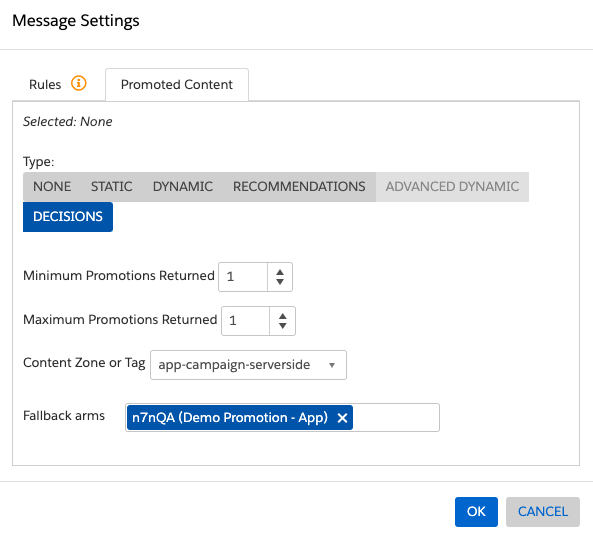 Message Settings
Rules
Promoted Content
Selected: None
Type:
NONE STATIC DYNAMIC RECOMMENDATIONS ADVANCED DYNAMIC
DECISIONS
Minimum Promotions Returned 1
Maximum Promotions Returned 1
Content Zone or Tag app-campaign-serverside
Fallback arms n7nQA (Demo Promotion - App) ✕
OK CANCEL